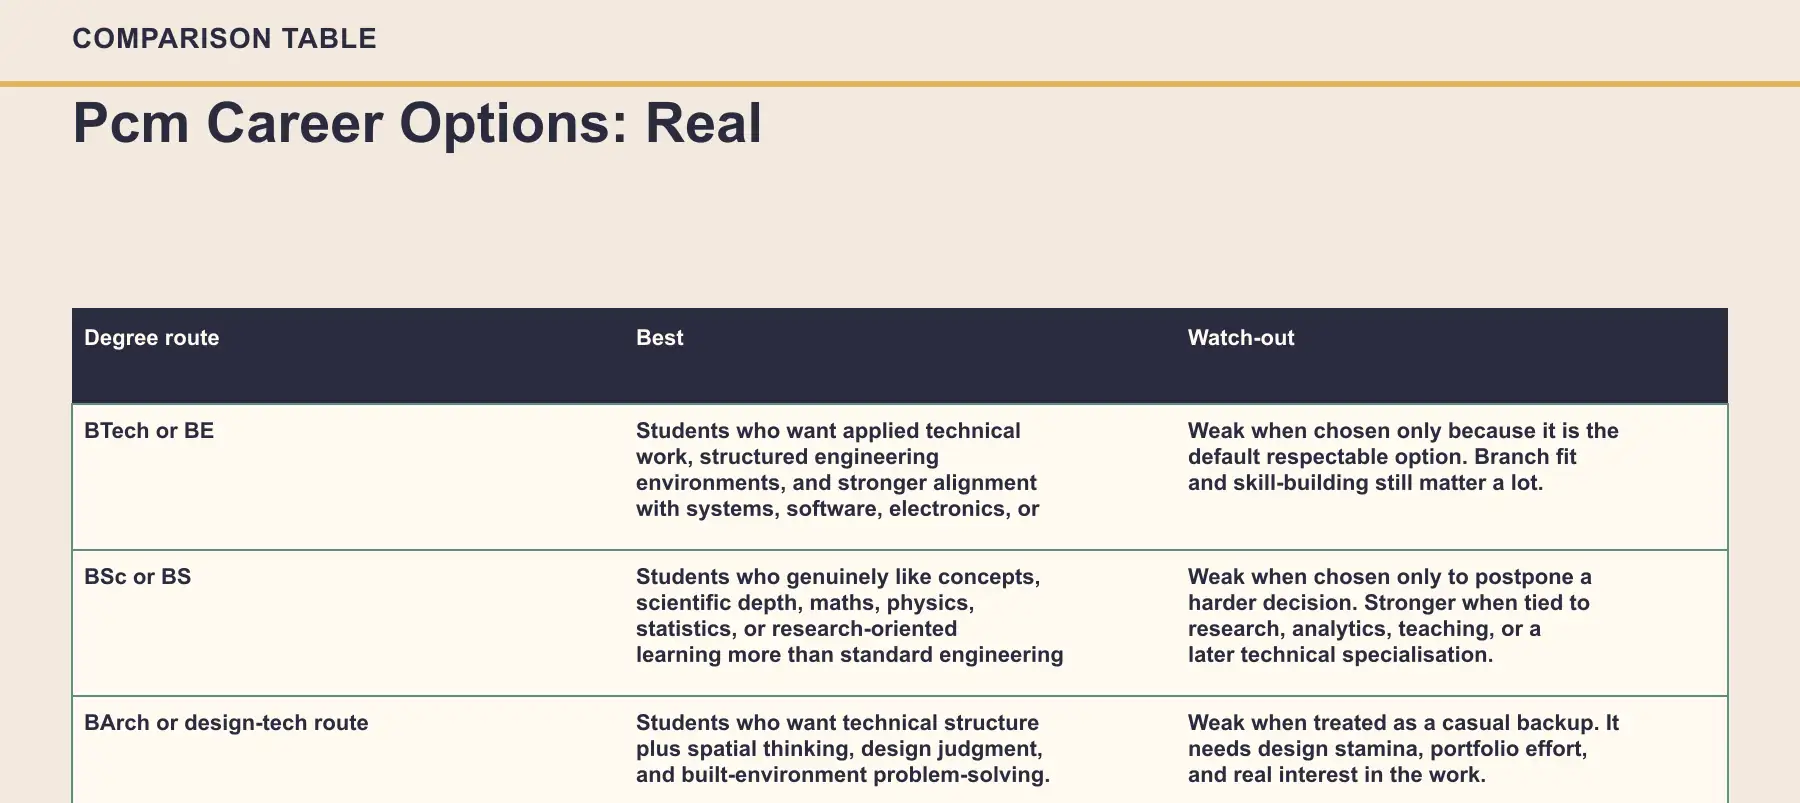 COMPARISON TABLE
Pcm Career Options: Real
Degree route
Best
Watch-out
BTech or BE
Students who want applied technical
work, structured engineering
environments, and stronger alignment
with systems, software, electronics, or
Weak when chosen only because it is the
default respectable option. Branch fit
and skill-building still matter a lot.
BSc or BS
Students who genuinely like concepts,
scientific depth, maths, physics,
statistics, or research-oriented
learning more than standard engineering
Weak when chosen only to postpone a
harder decision. Stronger when tied to
research, analytics, teaching, or a
later technical specialisation.
BArch or design-tech route
Students who want technical structure
plus spatial thinking, design judgment,
and built-environment problem-solving.
Weak when treated as a casual backup. It
needs design stamina, portfolio effort,
and real interest in the work.